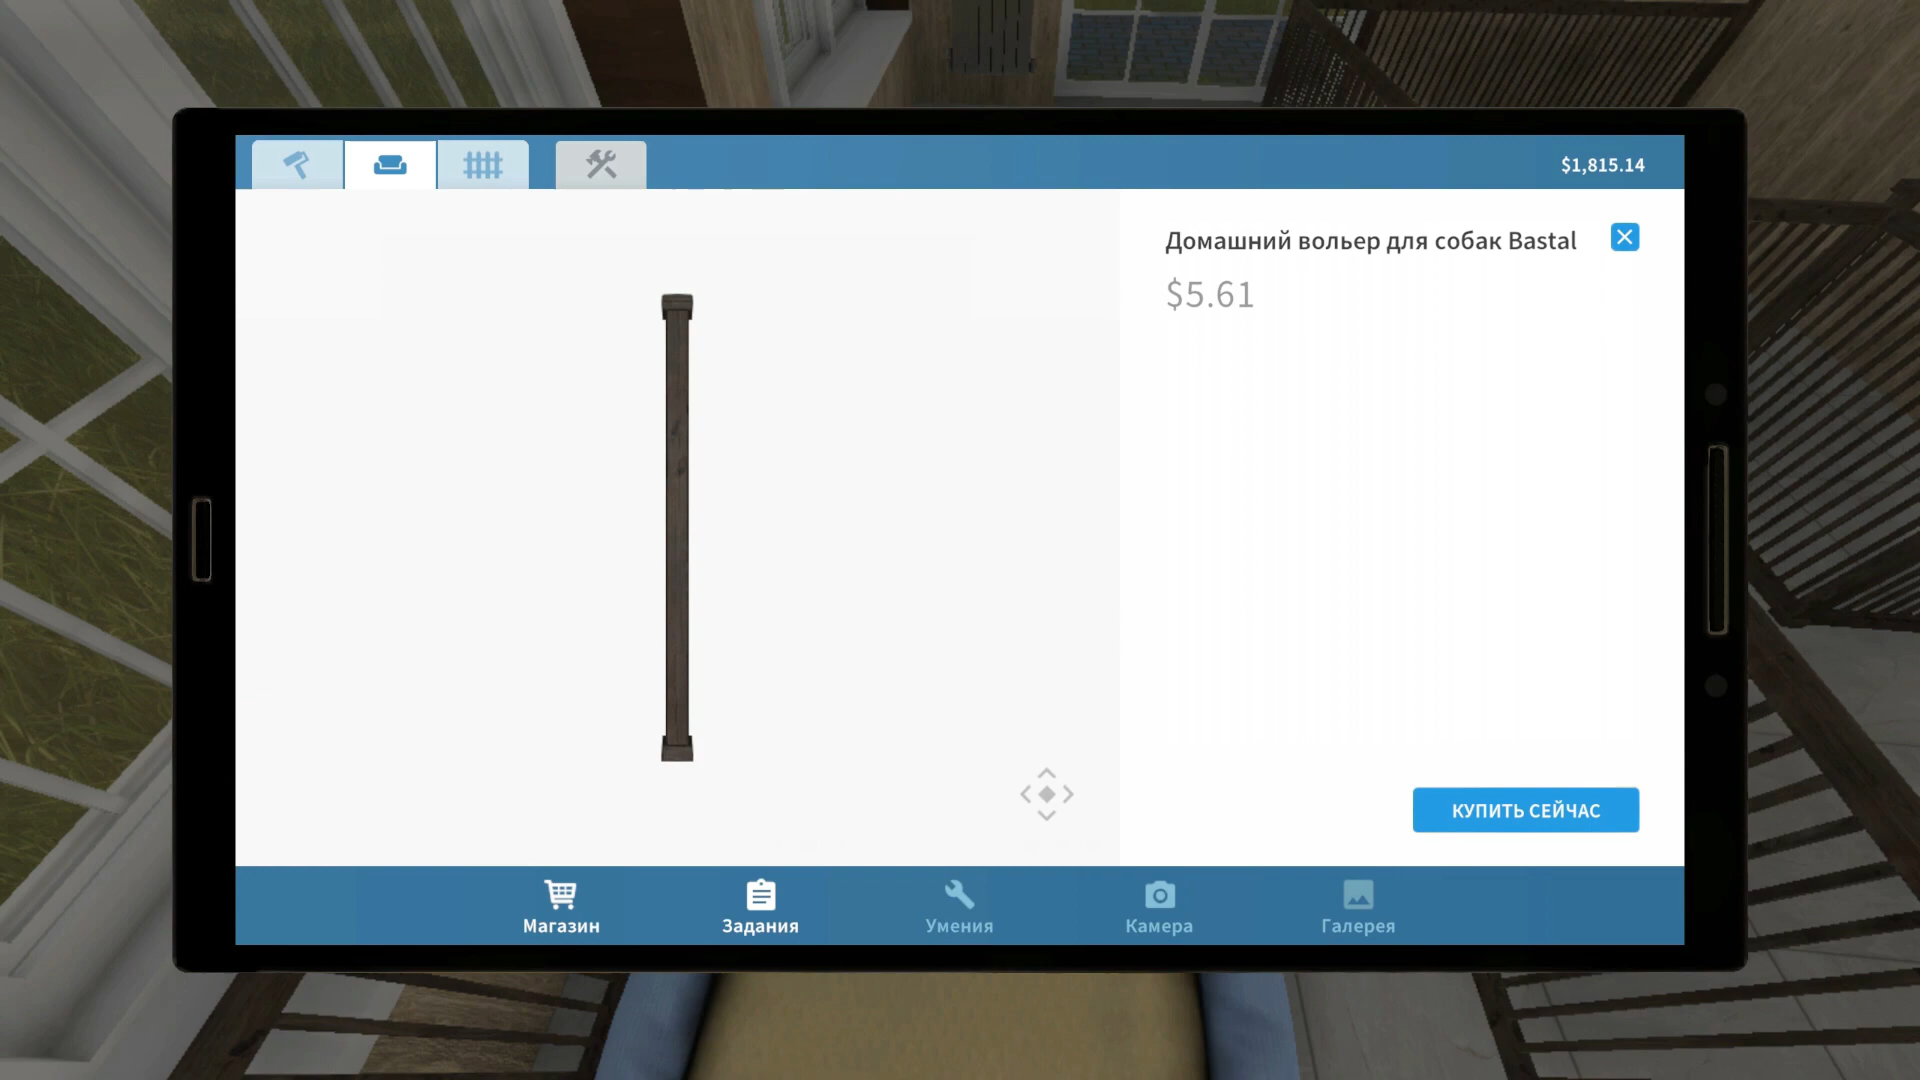 $1,815.14
Домашний вольер для собак Bastal
$5.61
КУПИТЬ СЕЙЧАС
Магазин
Задания
Умения
Камера
Галерея